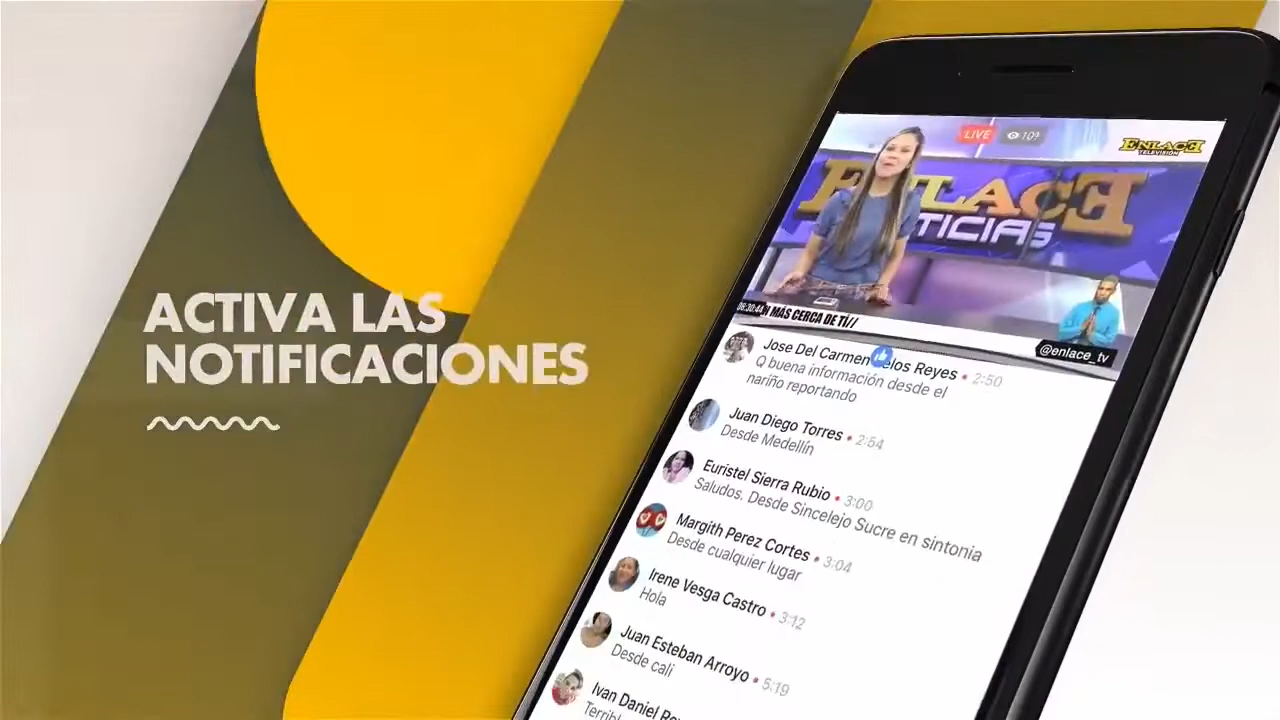 ACTIVA LAS
NOTIFICACIONES
LIVE
109
ENLACE
TELEVISIÓN
ENLACE
TICIAS
06:30:44
MÁS CERCA DE TÍ//
@enlace_tv
Jose Del Carmen elos Reyes • 2:50
Q buena información desde el
nariño reportando
Juan Diego Torres • 2:54
Desde Medellín
Euristel Sierra Rubio • 3:00
Saludos. Desde Sincelejo Sucre en sintonia
Margith Perez Cortes • 3:04
Desde cualquier lugar
Irene Vesga Castro • 3:12
Hola
Juan Esteban Arroyo • 5:19
Desde cali
Ivan Daniel